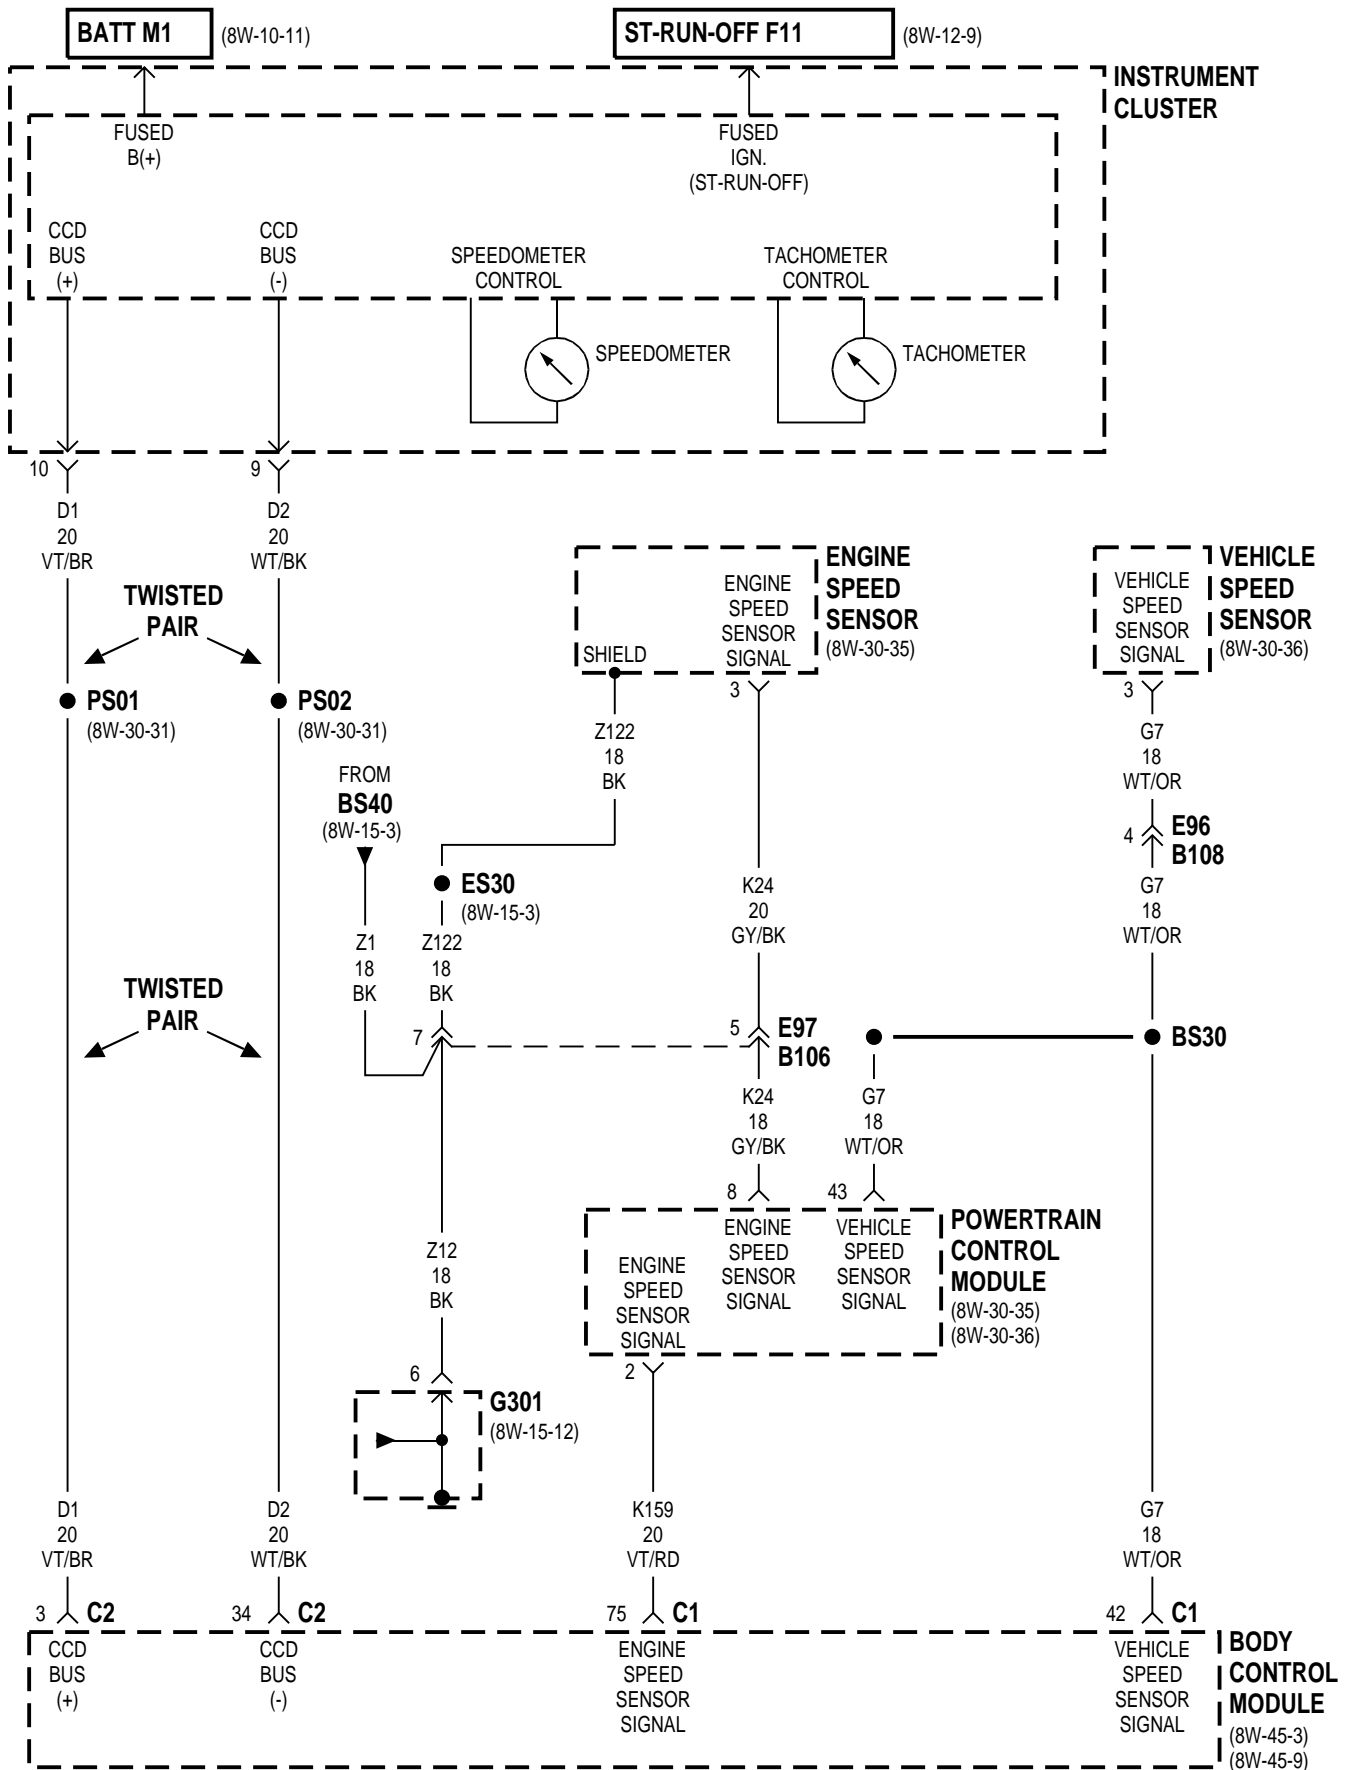 BATT M1
(8W-10-11)
ST-RUN-OFF F11
(8W-12-9)
INSTRUMENT
CLUSTER
FUSED
B(+)
FUSED
IGN.
(ST-RUN-OFF)
CCD
BUS
(+)
CCD
BUS
(-)
SPEEDOMETER
CONTROL
TACHOMETER
CONTROL
SPEEDOMETER
TACHOMETER
10
9
D1
20
VT/BR
D2
20
WT/BK
TWISTED
PAIR
ENGINE
SPEED
SENSOR
SIGNAL
SHIELD
ENGINE
SPEED
SENSOR
(8W-30-35)
VEHICLE
SPEED
SENSOR
SIGNAL
VEHICLE
SPEED
SENSOR
(8W-30-36)
3
3
PS01
(8W-30-31)
PS02
(8W-30-31)
Z122
18
BK
G7
18
WT/OR
FROM
BS40
(8W-15-3)
4
E96
B108
ES30
(8W-15-3)
K24
20
GY/BK
G7
18
WT/OR
Z1
18
BK
Z122
18
BK
TWISTED
PAIR
7
5
E97
B106
BS30
K24
18
GY/BK
G7
18
WT/OR
8
43
ENGINE
SPEED
SENSOR
SIGNAL
ENGINE
SPEED
SENSOR
SIGNAL
VEHICLE
SPEED
SENSOR
SIGNAL
POWERTRAIN
CONTROL
MODULE
(8W-30-35)
(8W-30-36)
Z12
18
BK
2
6
G301
(8W-15-12)
D1
20
VT/BR
D2
20
WT/BK
K159
20
VT/RD
G7
18
WT/OR
3
C2
34
C2
75
C1
42
C1
CCD
BUS
(+)
CCD
BUS
(-)
ENGINE
SPEED
SENSOR
SIGNAL
VEHICLE
SPEED
SENSOR
SIGNAL
BODY
CONTROL
MODULE
(8W-45-3)
(8W-45-9)